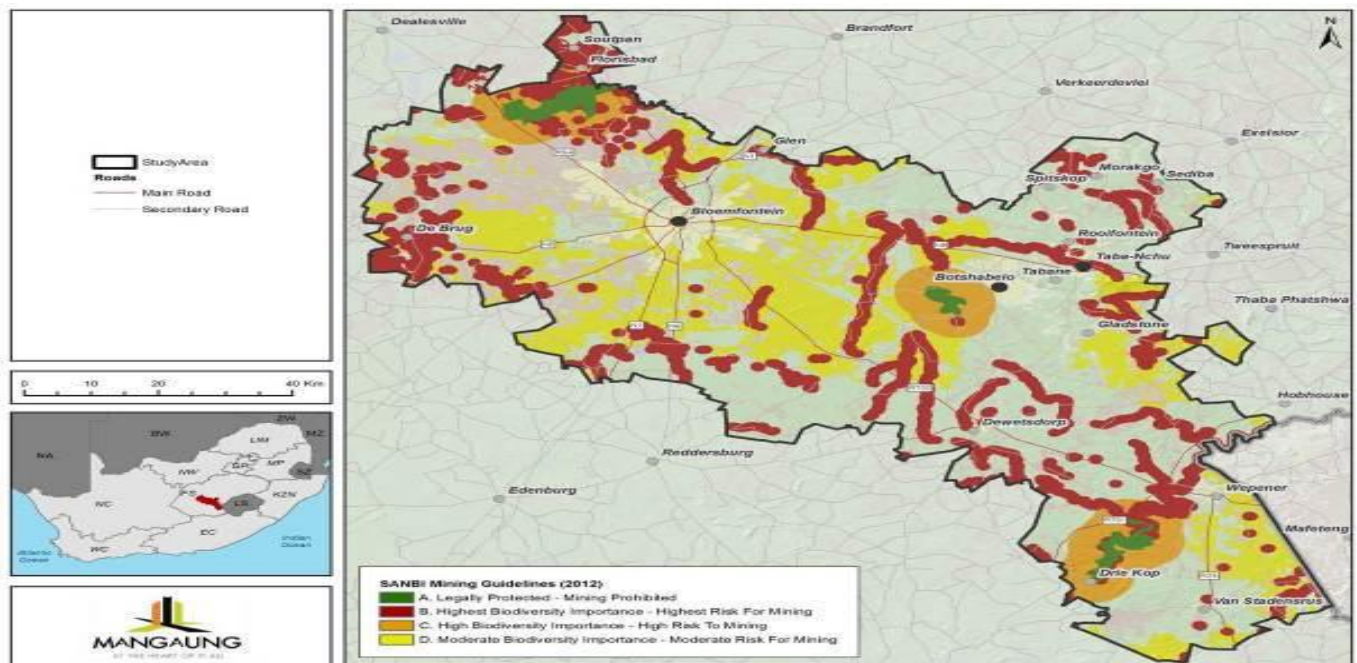 StudyArea
Roads
Main Road
Secondary Road
0 10 20 40 Km
NA
BW
ZW
LIM
MZ
NW
GP
MP
SZ
FS
KZN
NC
LS
EC
WC
Atlantic
Ocean
Indian
Ocean
MANGAUNG
N
Dealesville
Brandfort
Soutpan
Florisbad
Verkeerdevlei
Exelsior
Glen
Morakgo
Spitskop
Sediba
Bloemfontein
De Brug
Rooifontein
Tweespruit
Taba-Nchu
Tabane
Botshabelo
Thaba Phatshwa
Gladstone
Hobhouse
Dewetsdorp
Reddersburg
Edenburg
Wepener
Mafeteng
Drie Kop
Van Stadensrus
SANBI Mining Guidelines (2012)
A. Legally Protected - Mining Prohibited
B. Highest Biodiversity Importance - Highest Risk For Mining
C. High Biodiversity Importance - High Risk To Mining
D. Moderate Biodiversity Importance - Moderate Risk For Mining